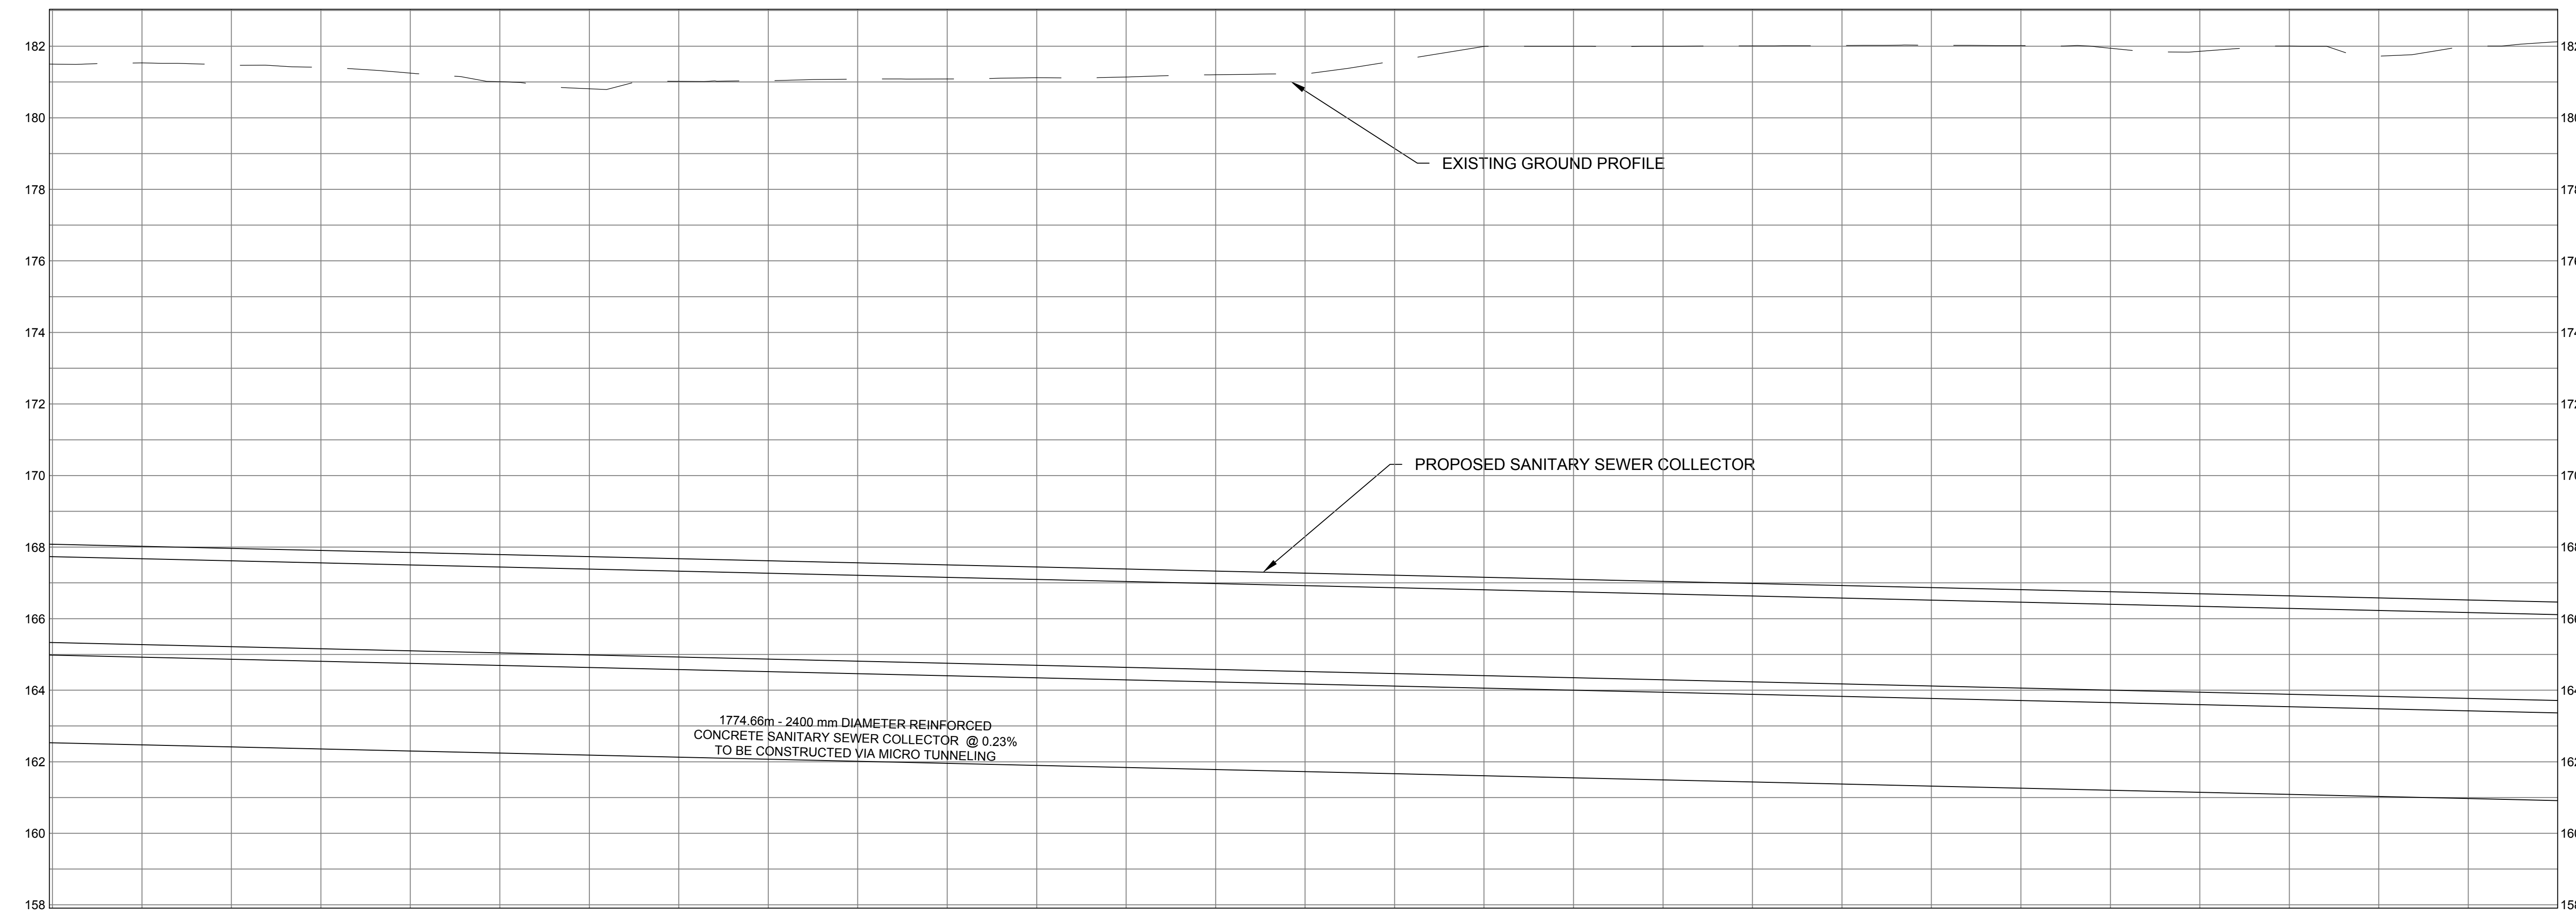 182
180
178
176
174
172
170
168
166
164
162
160
158
EXISTING GROUND PROFILE
PROPOSED SANITARY SEWER COLLECTOR
1774.66m - 2400 mm DIAMETER REINFORCED
CONCRETE SANITARY SEWER COLLECTOR @ 0.23%
TO BE CONSTRUCTED VIA MICRO TUNNELING